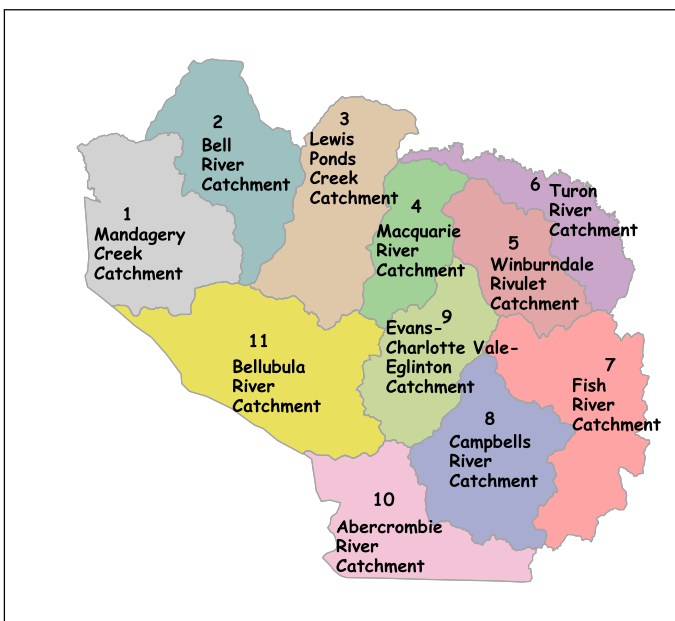 1
Mandagery
Creek
Catchment
2
Bell
River
Catchment
3
Lewis
Ponds
Creek
Catchment
4
Macquarie
River
Catchment
5
Winburndale
Rivulet
Catchment
6
Turon
River
Catchment
7
Fish
River
Catchment
8
Campbells
River
Catchment
9
Evans-
Charlotte Vale-
Eglinton
Catchment
10
Abercrombie
River
Catchment
11
Bellubula
River
Catchment